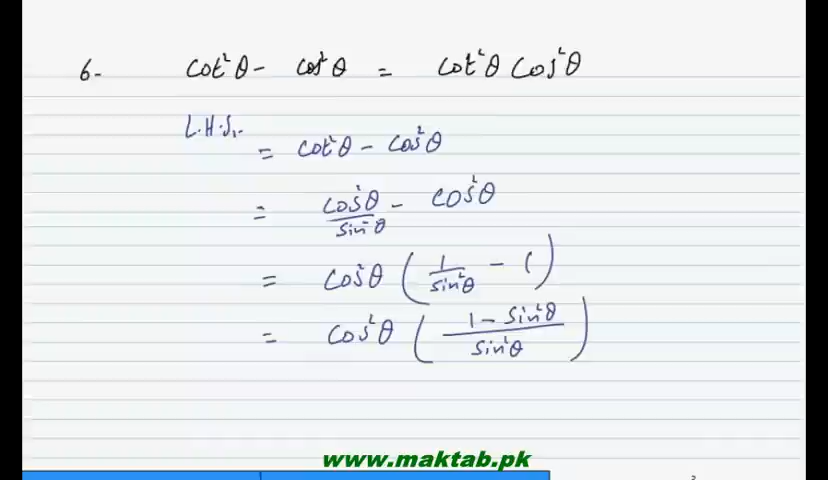 6- cot²θ - cos²θ = cot²θ cos²θ
L.H.S.
= cot²θ - cos²θ
= cos²θ/sin²θ - cos²θ
= cos²θ (1/sin²θ - 1)
= cos²θ ((1 - sin²θ)/sin²θ)
www.maktab.pk